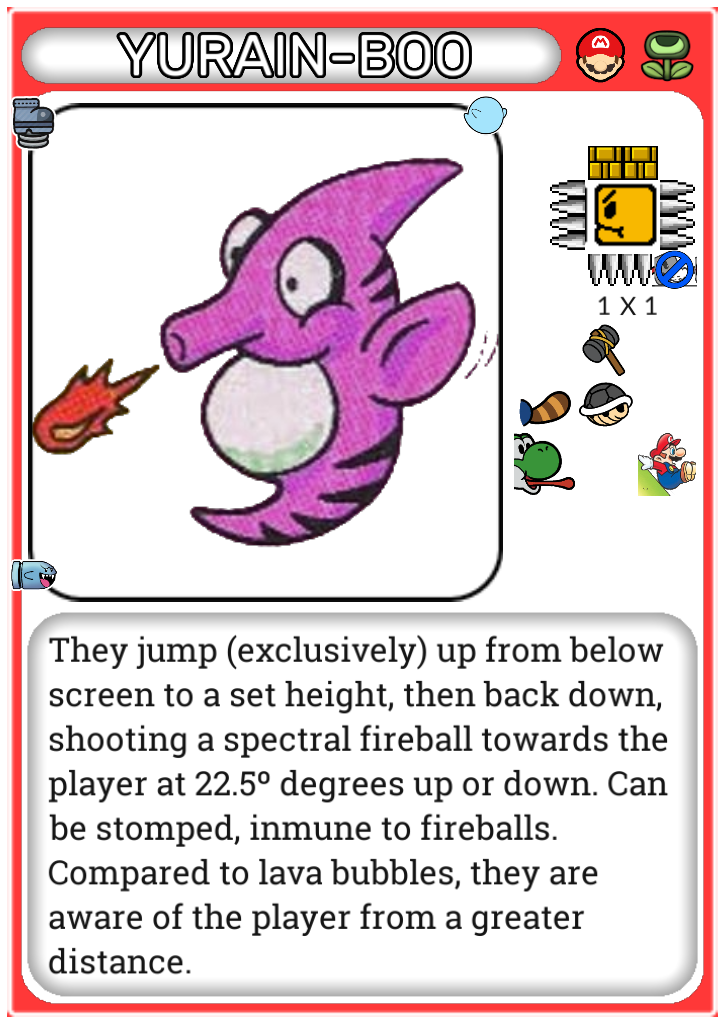 YURAIN-BOO
1 X 1
They jump (exclusively) up from below
screen to a set height, then back down,
shooting a spectral fireball towards the
player at 22.5º degrees up or down. Can
be stomped, inmune to fireballs.
Compared to lava bubbles, they are
aware of the player from a greater
distance.